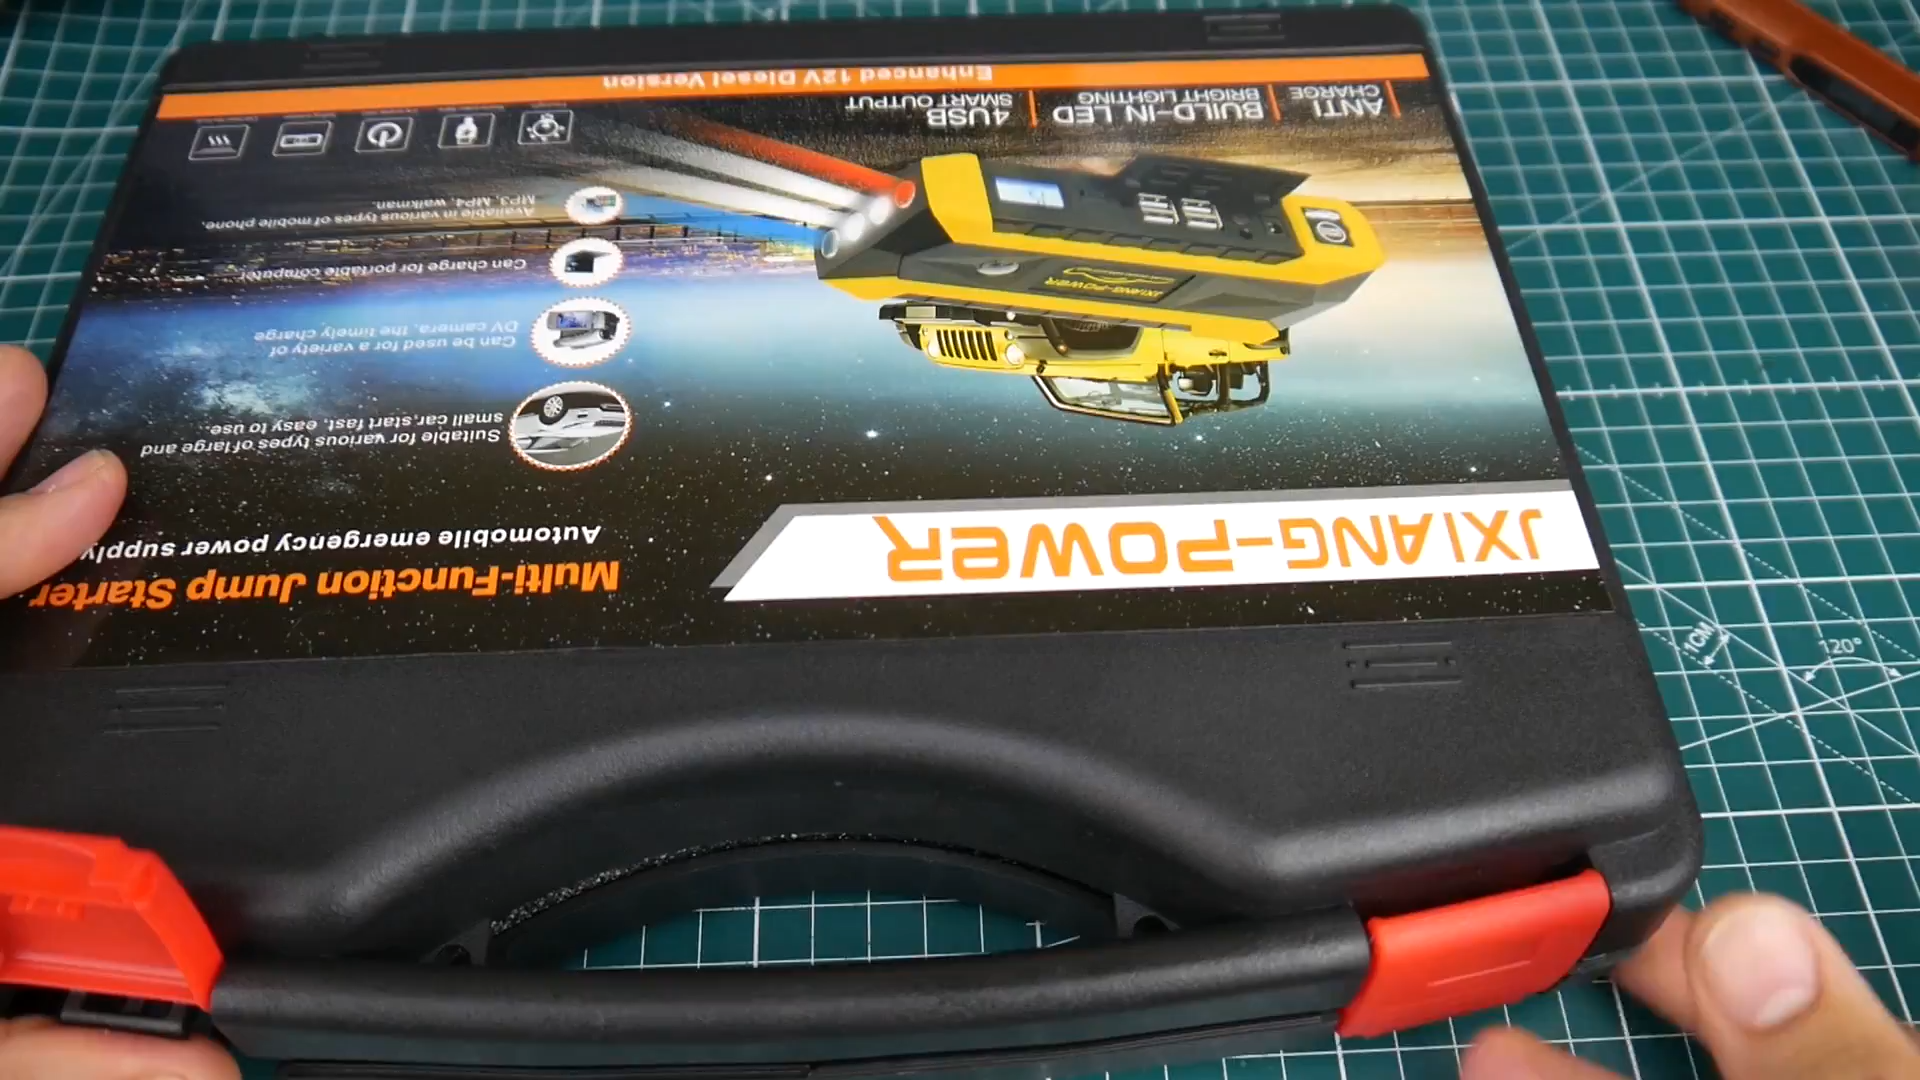 JXIANG-POWER
Multi-Function Jump Starter
Automobile emergency power supply
Suitable for various types of large and
small car,start fast, easy to use.
Can be used for a variety of
DV camera, the timely charge
Can charge for portable computer
Available in various types of mobile phone,
MP3, MP4, walkman.
JXIANG-POWER
ANTI
CHARGE
BUILD-IN LED
BRIGHT LIGHTING
4USB
SMART OUTPUT
Enhanced 12V Diesel Version
1CM
120°